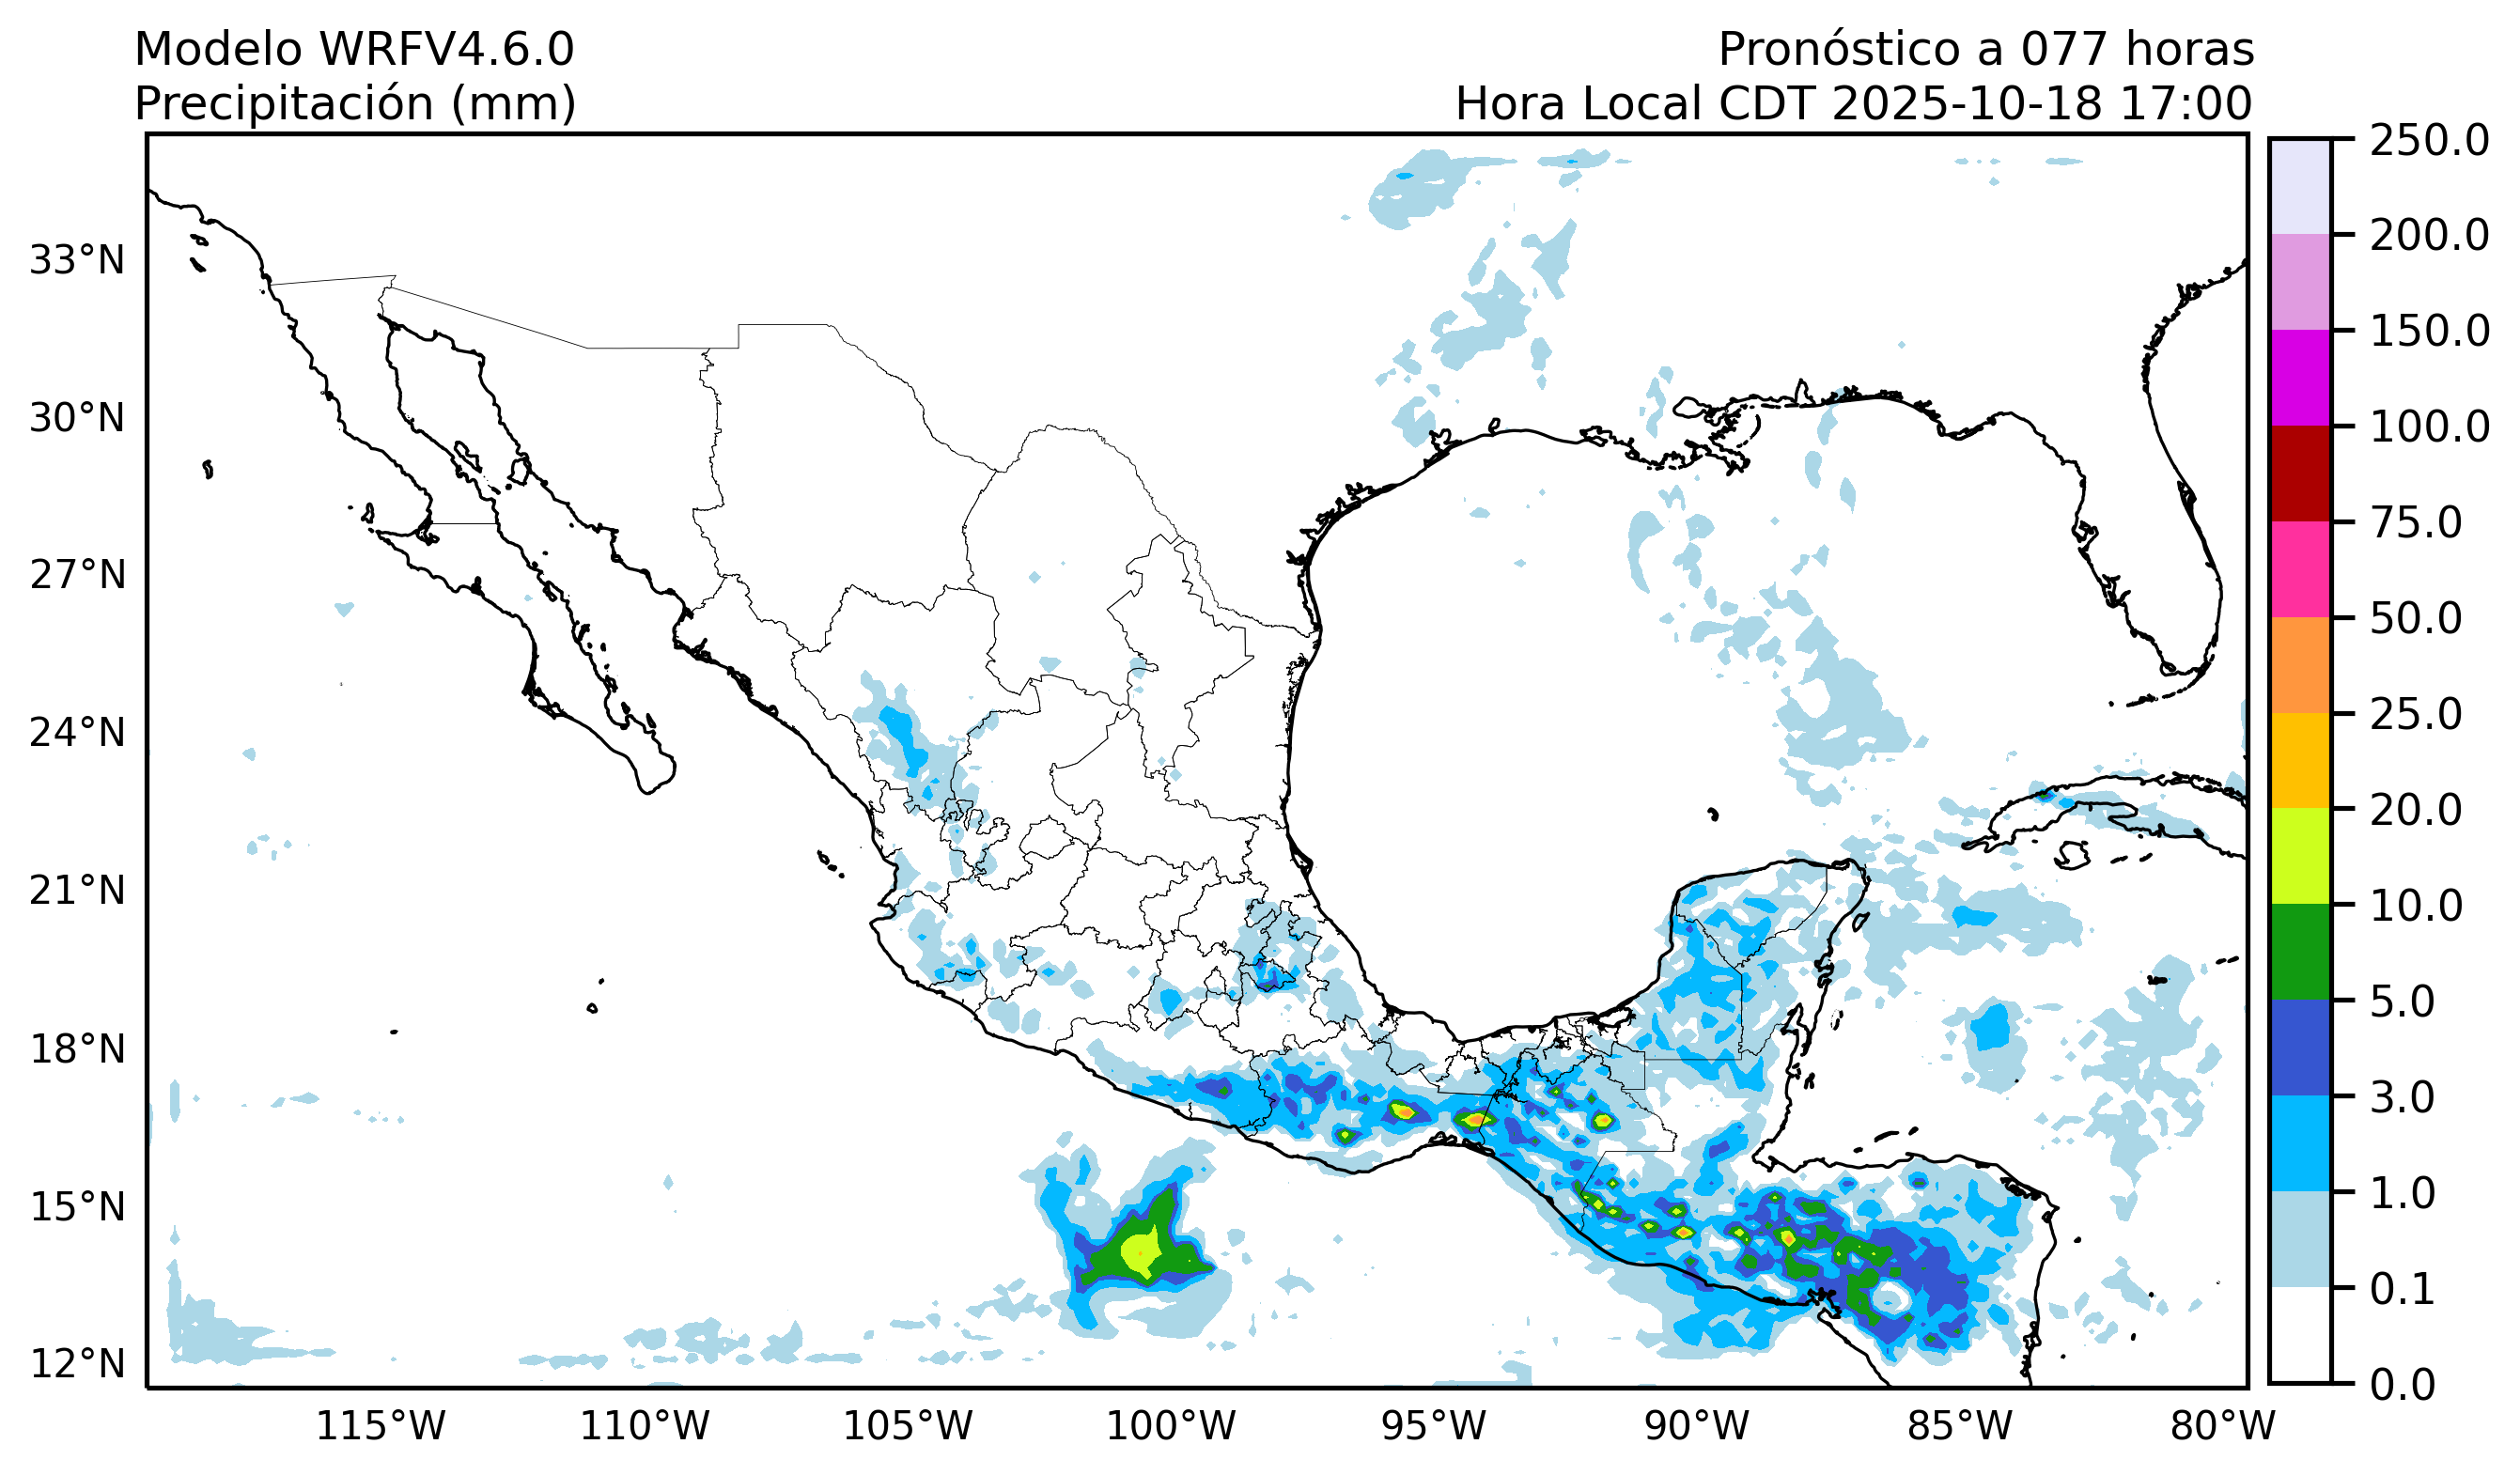 Modelo WRFV4.6.0
Precipitación (mm)
Pronóstico a 077 horas
Hora Local CDT 2025-10-18 17:00
33°N
30°N
27°N
24°N
21°N
18°N
15°N
12°N
115°W
110°W
105°W
100°W
95°W
90°W
85°W
80°W
250.0
200.0
150.0
100.0
75.0
50.0
25.0
20.0
10.0
5.0
3.0
1.0
0.1
0.0